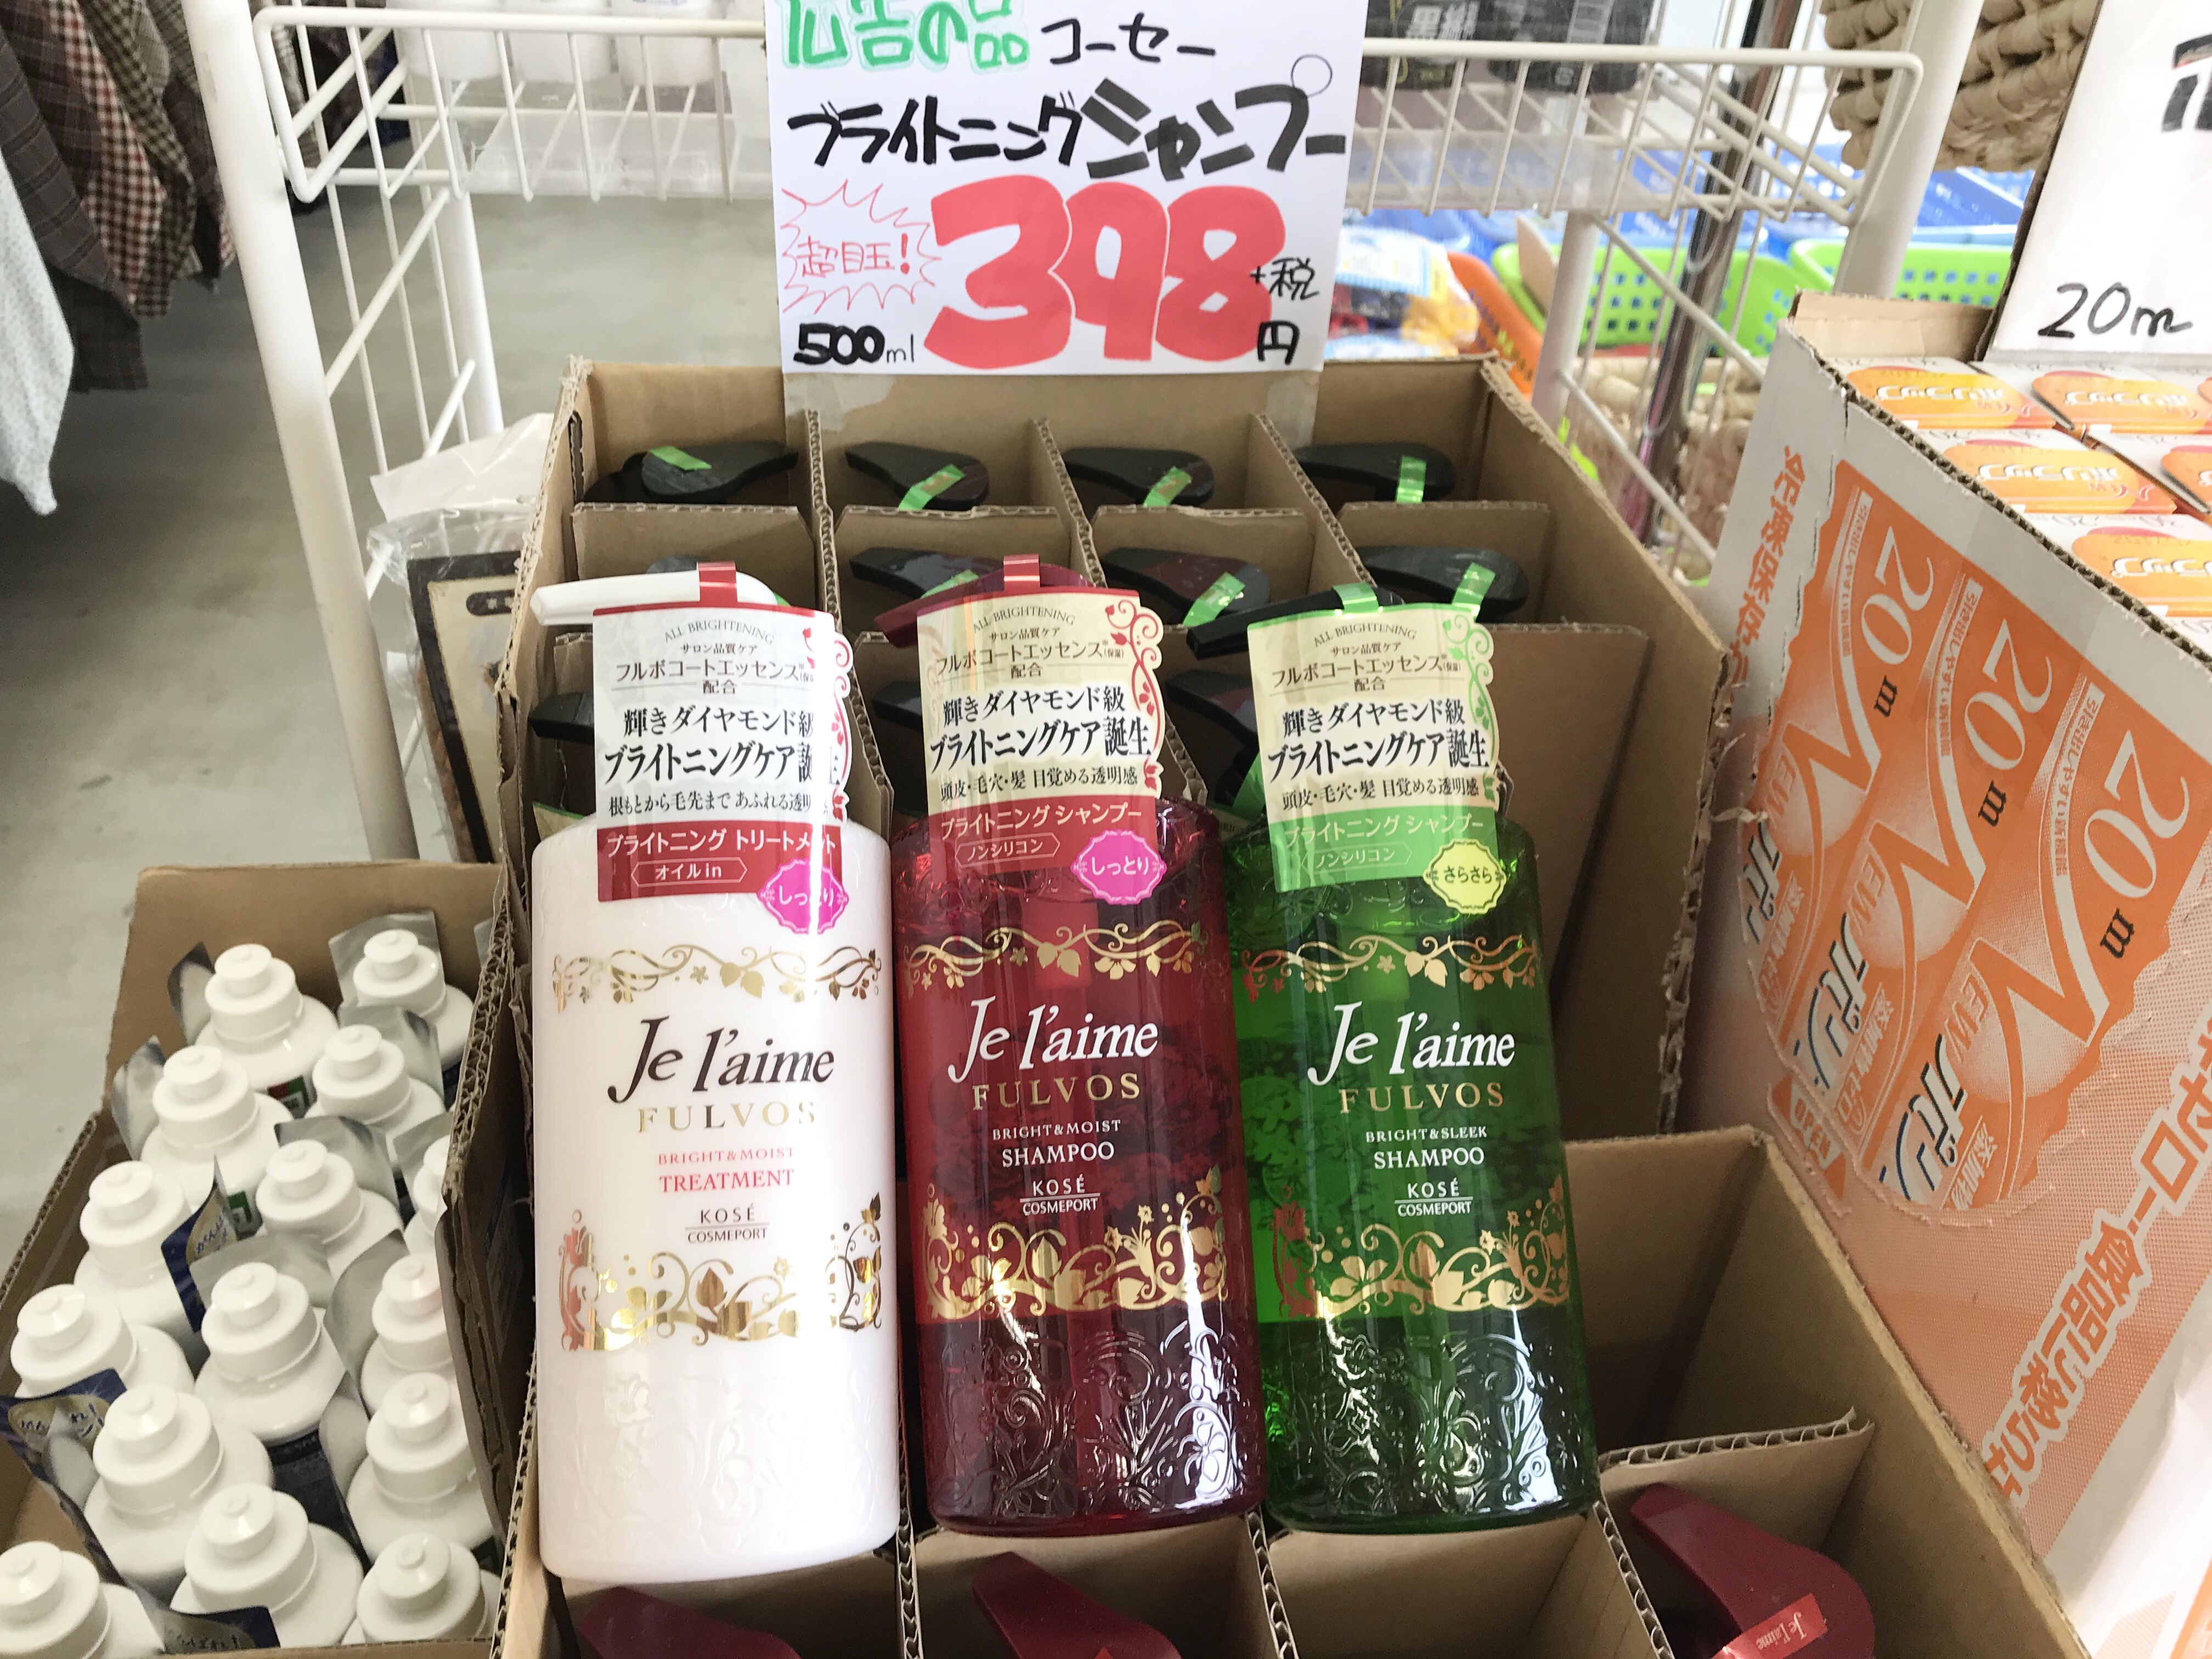 広告の品 コーセー
ブライトニングシャンプー
超目玉!
398
+税
円
500ml
20m
ALL BRIGHTENING
サロン品質ケア
フルボコートエッセンス※(保湿)
配合
輝きダイヤモンド級
ブライトニングケア誕生
根もとから毛先まで あふれる透明
ブライトニング トリートメント
オイルin
しっとり
Je l'aime
FULVOS
BRIGHT&MOIST
TREATMENT
KOSÉ
COSMEPORT
ALL BRIGHTENING
サロン品質ケア
フルボコートエッセンス※(保湿)
配合
輝きダイヤモンド級
ブライトニングケア誕生
頭皮・毛穴・髪 目覚める透明感
ブライトニング シャンプー
ノンシリコン
しっとり
Je l'aime
FULVOS
BRIGHT&MOIST
SHAMPOO
KOSÉ
COSMEPORT
ALL BRIGHTENING
サロン品質ケア
フルボコートエッセンス※(保湿)
配合
輝きダイヤモンド級
ブライトニングケア誕生
頭皮・毛穴・髪 目覚める透明感
ブライトニング シャンプー
ノンシリコン
さらさら
Je l'aime
FULVOS
BRIGHT&SLEEK
SHAMPOO
KOSÉ
COSMEPORT
20m
20m
20m
Je l'aime